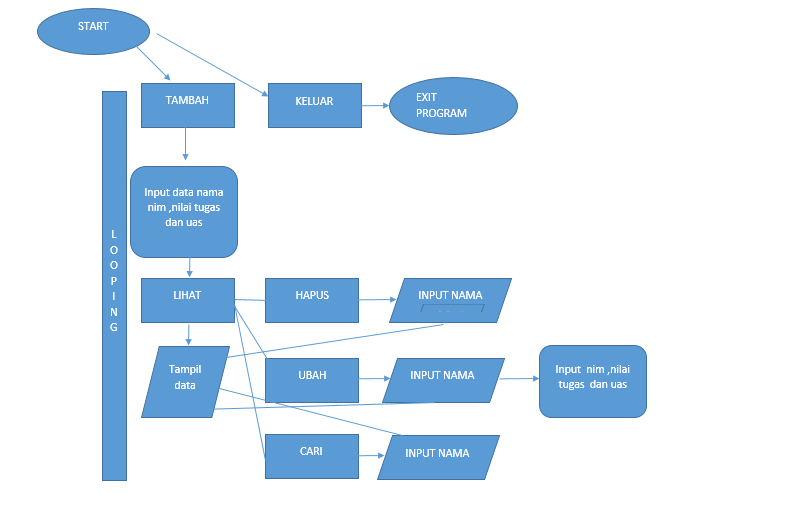 START
TAMBAH
KELUAR
EXIT
PROGRAM
Input data nama
nim ,nilai tugas
dan uas
LOOPING
LIHAT
HAPUS
INPUT NAMA
Tampil
data
UBAH
INPUT NAMA
Input nim ,nilai
tugas dan uas
CARI
INPUT NAMA